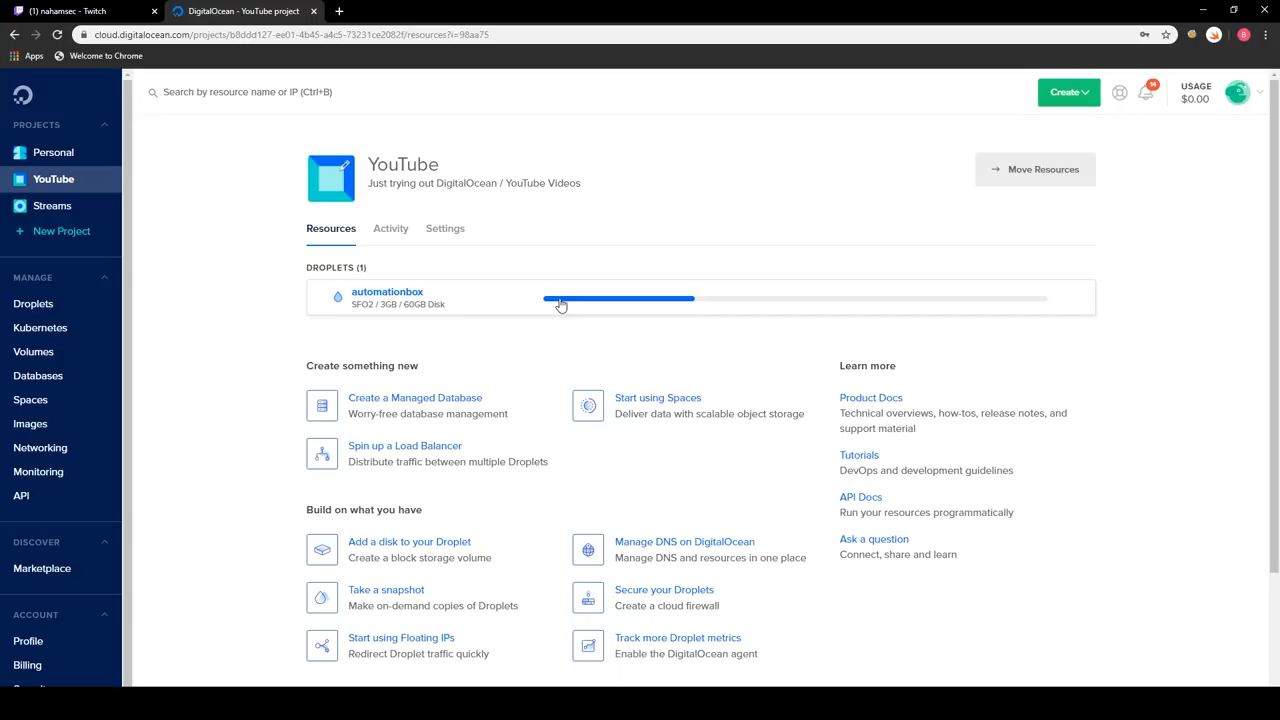 (1) nahamsec - Twitch
DigitalOcean - YouTube project
cloud.digitalocean.com/projects/b8ddd127-ee01-4b45-a4c5-73231ce2082f/resources?i=98aa75
Apps
Welcome to Chrome
B
Search by resource name or IP (Ctrl+B)
Create
14
USAGE
$0.00
PROJECTS
Personal
YouTube
Streams
+ New Project
MANAGE
Droplets
Kubernetes
Volumes
Databases
Spaces
Images
Networking
Monitoring
API
DISCOVER
Marketplace
ACCOUNT
Profile
Billing
YouTube
Just trying out DigitalOcean / YouTube Videos
→ Move Resources
Resources
Activity
Settings
DROPLETS (1)
automationbox
SFO2 / 3GB / 60GB Disk
Create something new
Create a Managed Database
Worry-free database management
Start using Spaces
Deliver data with scalable object storage
Spin up a Load Balancer
Distribute traffic between multiple Droplets
Build on what you have
Add a disk to your Droplet
Create a block storage volume
Manage DNS on DigitalOcean
Manage DNS and resources in one place
Take a snapshot
Make on-demand copies of Droplets
Secure your Droplets
Create a cloud firewall
Start using Floating IPs
Redirect Droplet traffic quickly
Track more Droplet metrics
Enable the DigitalOcean agent
Learn more
Product Docs
Technical overviews, how-tos, release notes, and
support material
Tutorials
DevOps and development guidelines
API Docs
Run your resources programmatically
Ask a question
Connect, share and learn